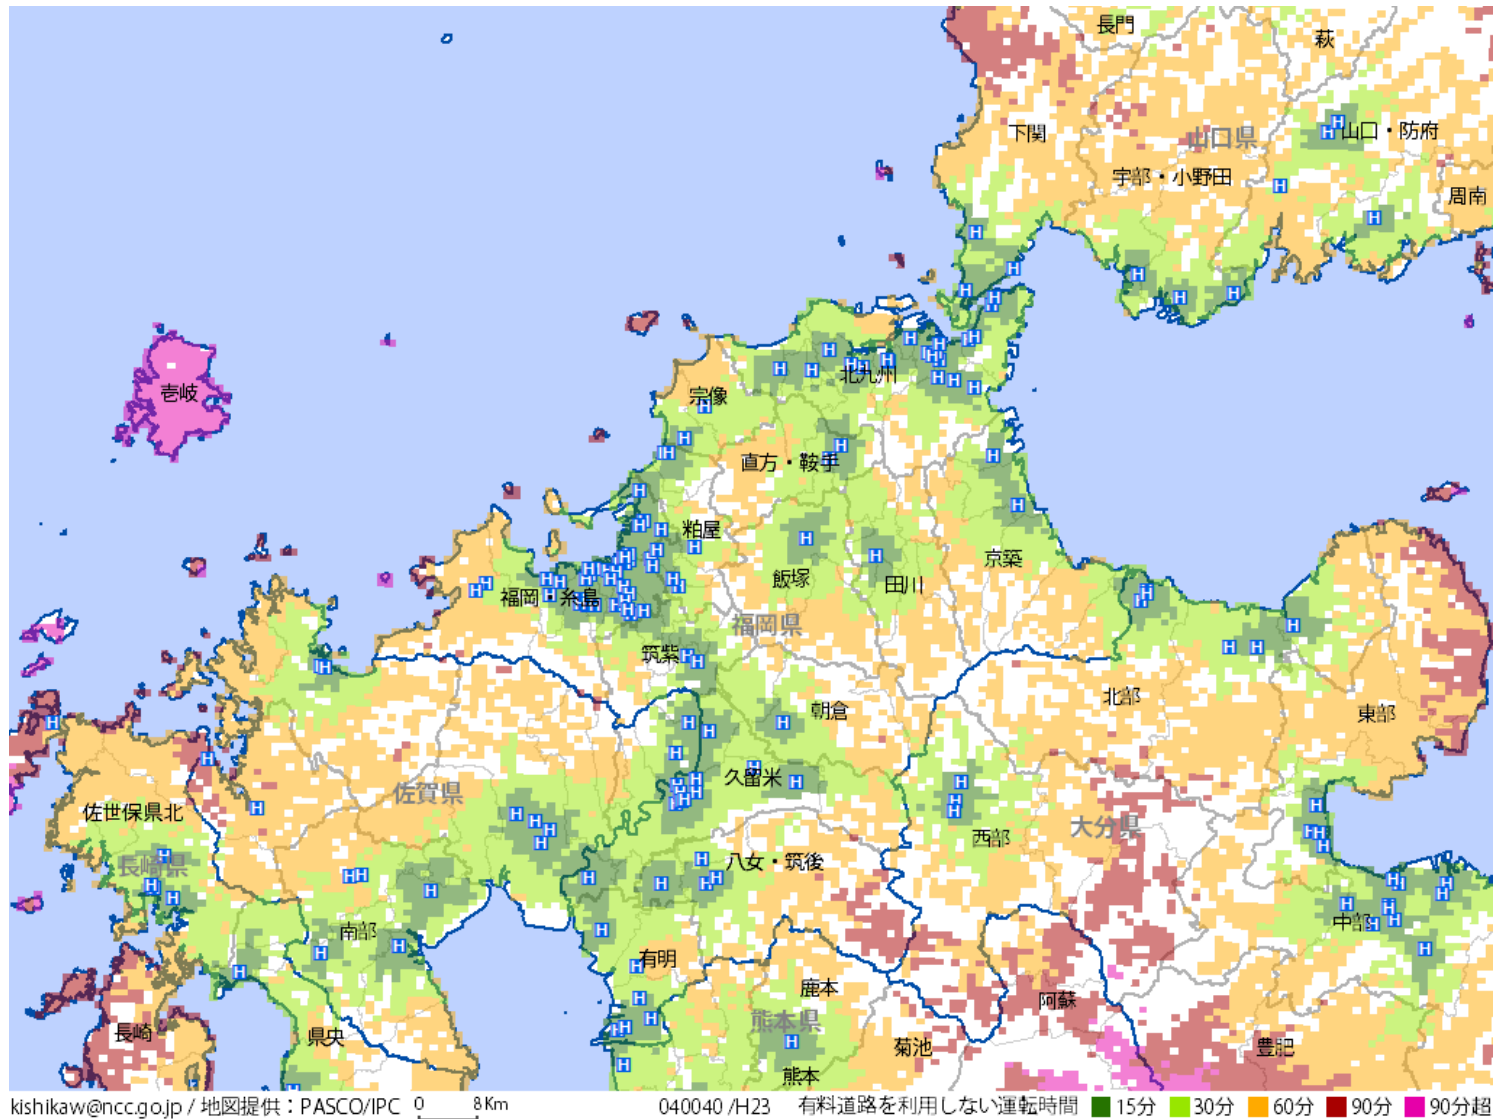 長門
萩
下関
山口県
山口・防府
宇部・小野田
周南
壱岐
北九州
宗像
直方・鞍手
粕屋
京築
飯塚
田川
福岡・糸島
福岡県
筑紫
朝倉
北部
東部
久留米
佐賀県
佐世保県北
大分県
西部
長崎県
八女・筑後
南部
中部
有明
鹿本
阿蘇
長崎
県央
熊本県
菊池
豊肥
熊本
kishikaw@ncc.go.jp / 地図提供：PASCO/IPC 0 8Km 040040 /H23 有料道路を利用しない運転時間 15分 30分 60分 90分 90分超